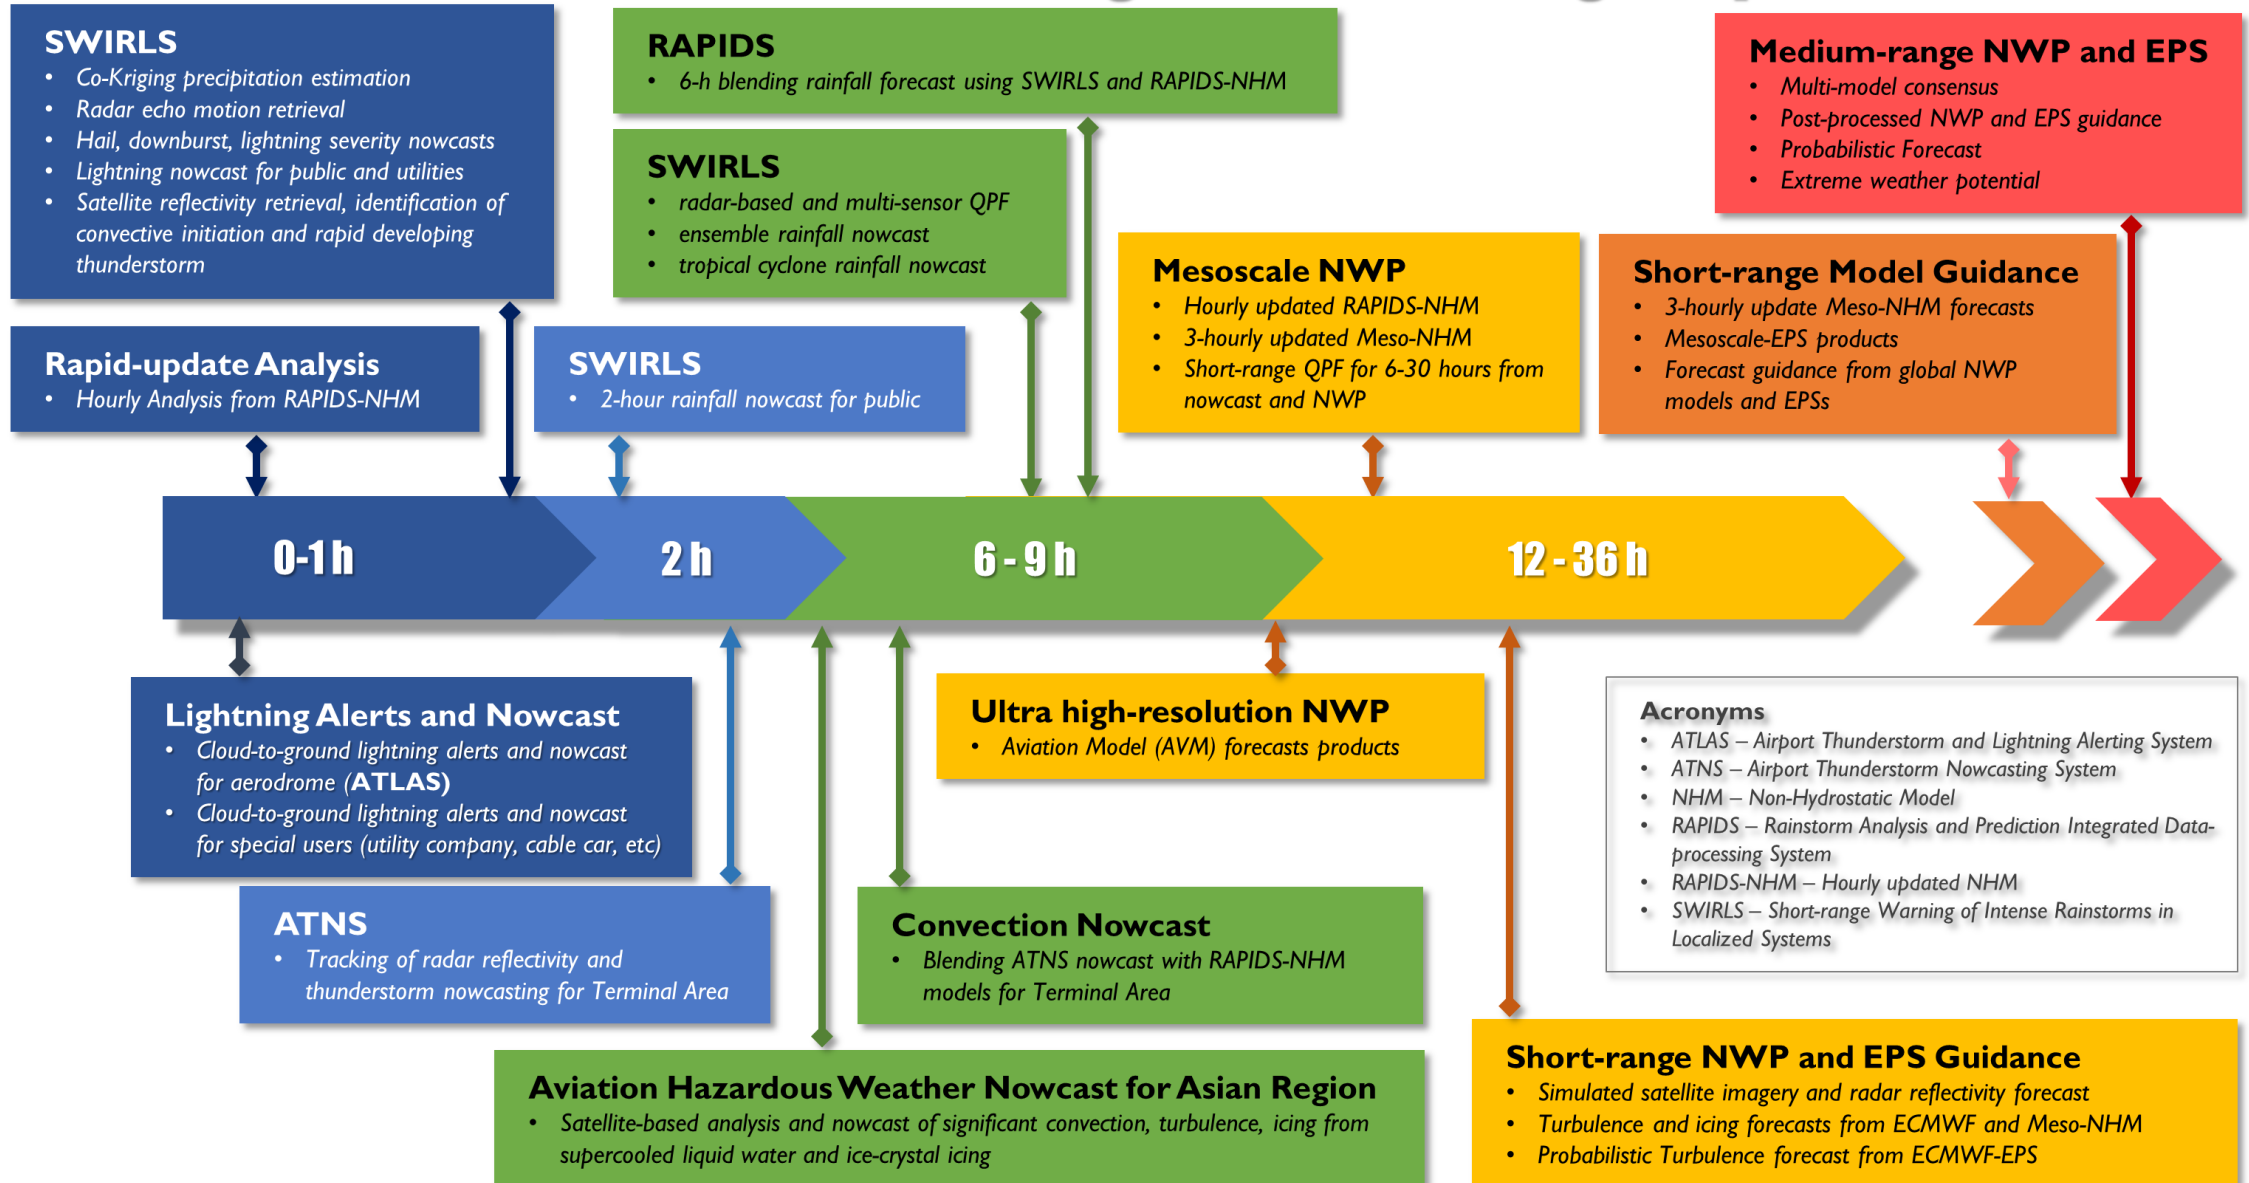 SWIRLS
• Co-Kriging precipitation estimation
• Radar echo motion retrieval
• Hail, downburst, lightning severity nowcasts
• Lightning nowcast for public and utilities
• Satellite reflectivity retrieval, identification of
convective initiation and rapid developing
thunderstorm
RAPIDS
• 6-h blending rainfall forecast using SWIRLS and RAPIDS-NHM
SWIRLS
• radar-based and multi-sensor QPF
• ensemble rainfall nowcast
• tropical cyclone rainfall nowcast
Medium-range NWP and EPS
• Multi-model consensus
• Post-processed NWP and EPS guidance
• Probabilistic Forecast
• Extreme weather potential
Rapid-update Analysis
• Hourly Analysis from RAPIDS-NHM
SWIRLS
• 2-hour rainfall nowcast for public
Mesoscale NWP
• Hourly updated RAPIDS-NHM
• 3-hourly updated Meso-NHM
• Short-range QPF for 6-30 hours from
nowcast and NWP
Short-range Model Guidance
• 3-hourly update Meso-NHM forecasts
• Mesoscale-EPS products
• Forecast guidance from global NWP
models and EPSs
0-1 h
2 h
6 - 9 h
12 - 36 h
Lightning Alerts and Nowcast
• Cloud-to-ground lightning alerts and nowcast
for aerodrome (ATLAS)
• Cloud-to-ground lightning alerts and nowcast
for special users (utility company, cable car, etc)
Ultra high-resolution NWP
• Aviation Model (AVM) forecasts products
ATNS
• Tracking of radar reflectivity and
thunderstorm nowcasting for Terminal Area
Convection Nowcast
• Blending ATNS nowcast with RAPIDS-NHM
models for Terminal Area
Acronyms
• ATLAS – Airport Thunderstorm and Lightning Alerting System
• ATNS – Airport Thunderstorm Nowcasting System
• NHM – Non-Hydrostatic Model
• RAPIDS – Rainstorm Analysis and Prediction Integrated Data-
processing System
• RAPIDS-NHM – Hourly updated NHM
• SWIRLS – Short-range Warning of Intense Rainstorms in
Localized Systems
Aviation Hazardous Weather Nowcast for Asian Region
• Satellite-based analysis and nowcast of significant convection, turbulence, icing from
supercooled liquid water and ice-crystal icing
Short-range NWP and EPS Guidance
• Simulated satellite imagery and radar reflectivity forecast
• Turbulence and icing forecasts from ECMWF and Meso-NHM
• Probabilistic Turbulence forecast from ECMWF-EPS